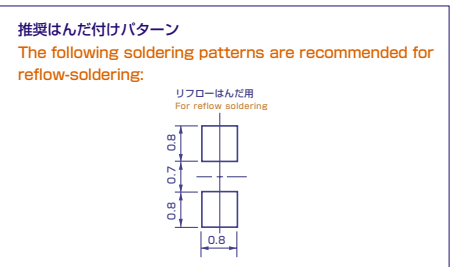 推奨はんだ付けパターン
The following soldering patterns are recommended for
reflow-soldering:
リフローはんだ用
For reflow soldering
0.8
0.7
0.8
0.8